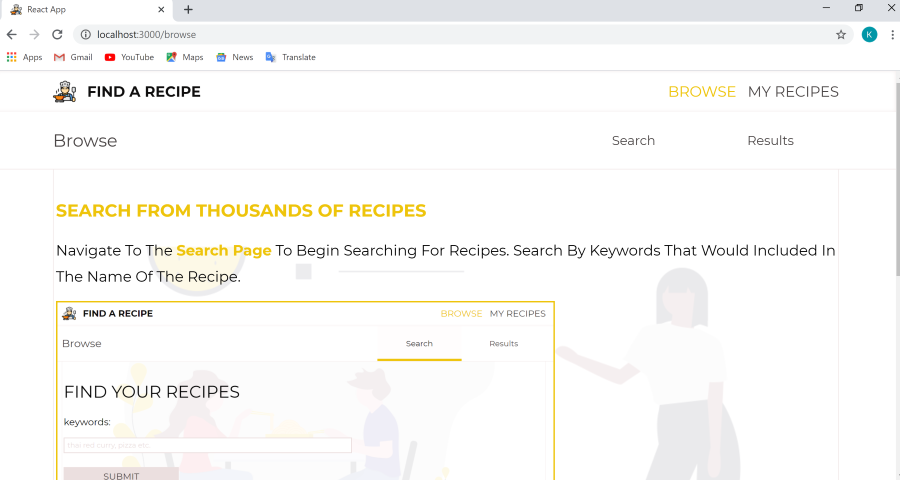 React App
localhost:3000/browse
K
Apps Gmail YouTube Maps News Translate
FIND A RECIPE BROWSE MY RECIPES
Browse Search Results
SEARCH FROM THOUSANDS OF RECIPES
Navigate To The Search Page To Begin Searching For Recipes. Search By Keywords That Would Included In
The Name Of The Recipe.
FIND A RECIPE BROWSE MY RECIPES
Browse Search Results
FIND YOUR RECIPES
keywords:
Thai red curry, pizza etc.
SUBMIT